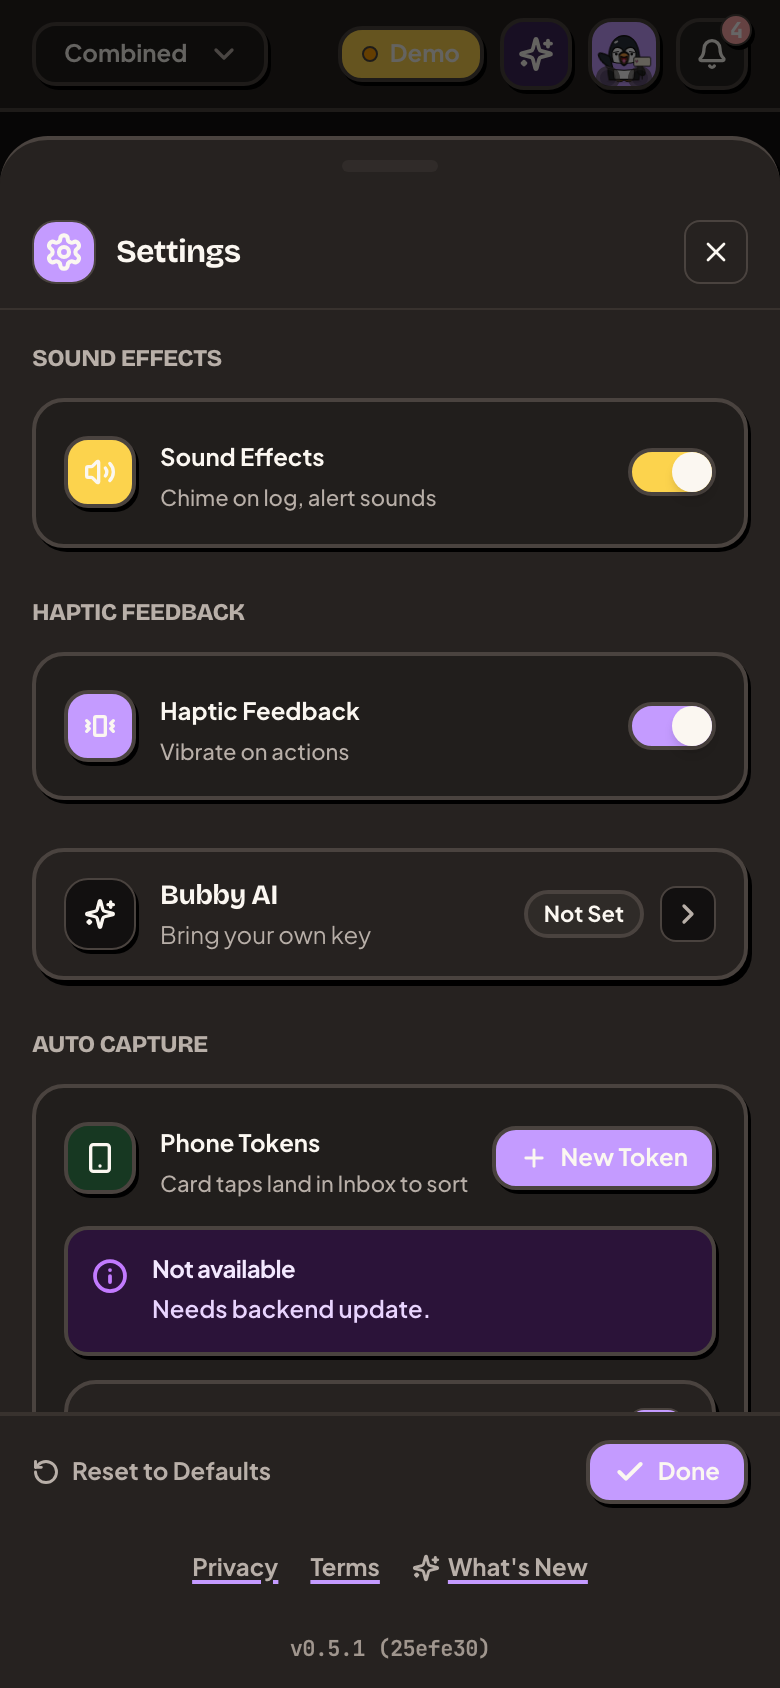 Combined
Demo
4
Settings
SOUND EFFECTS
Sound Effects
Chime on log, alert sounds
HAPTIC FEEDBACK
Haptic Feedback
Vibrate on actions
Bubby AI
Bring your own key
Not Set
AUTO CAPTURE
Phone Tokens
Card taps land in Inbox to sort
New Token
Not available
Needs backend update.
Reset to Defaults
Done
Privacy Terms What's New
v0.5.1 (25efe30)